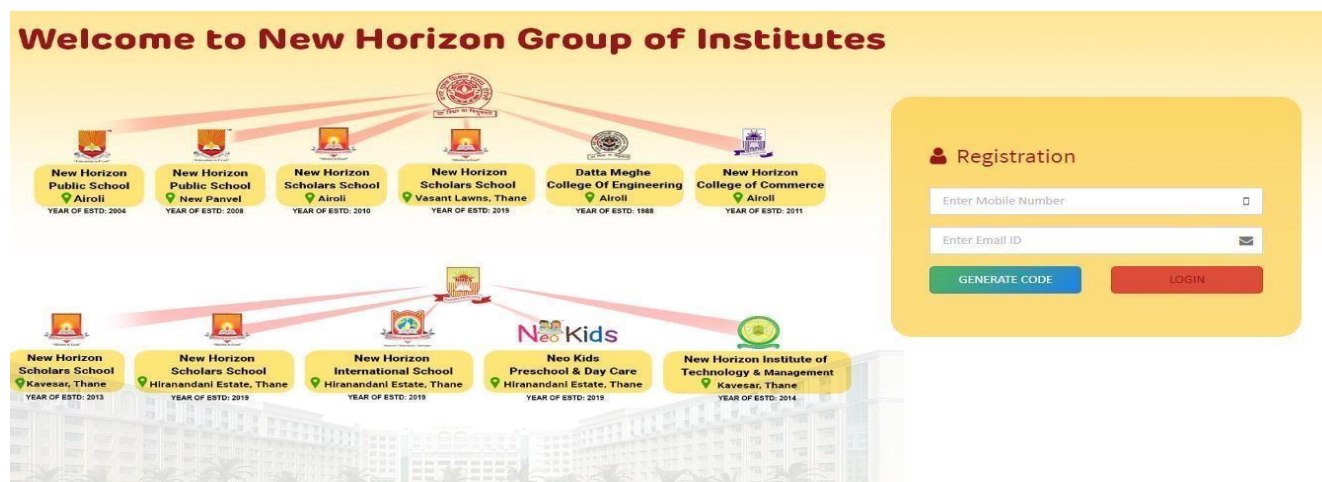 Welcome to New Horizon Group of Institutes
New Horizon
Public School
Airoli
YEAR OF ESTD: 2004
New Horizon
Public School
New Panvel
YEAR OF ESTD: 2008
New Horizon
Scholars School
Airoli
YEAR OF ESTD: 2010
New Horizon
Scholars School
Vasant Lawns, Thane
YEAR OF ESTD: 2019
Datta Meghe
College Of Engineering
Airoli
YEAR OF ESTD: 1988
New Horizon
College of Commerce
Airoli
YEAR OF ESTD: 2011
NHES
New Horizon
Scholars School
Kavesar, Thane
YEAR OF ESTD: 2013
New Horizon
Scholars School
Hiranandani Estate, Thane
YEAR OF ESTD: 2019
New Horizon
International School
Hiranandani Estate, Thane
YEAR OF ESTD: 2019
Neo Kids
Neo Kids
Preschool & Day Care
Hiranandani Estate, Thane
YEAR OF ESTD: 2019
New Horizon Institute of
Technology & Management
Kavesar, Thane
YEAR OF ESTD: 2014
Registration
Enter Mobile Number
Enter Email ID
GENERATE CODE
LOGIN